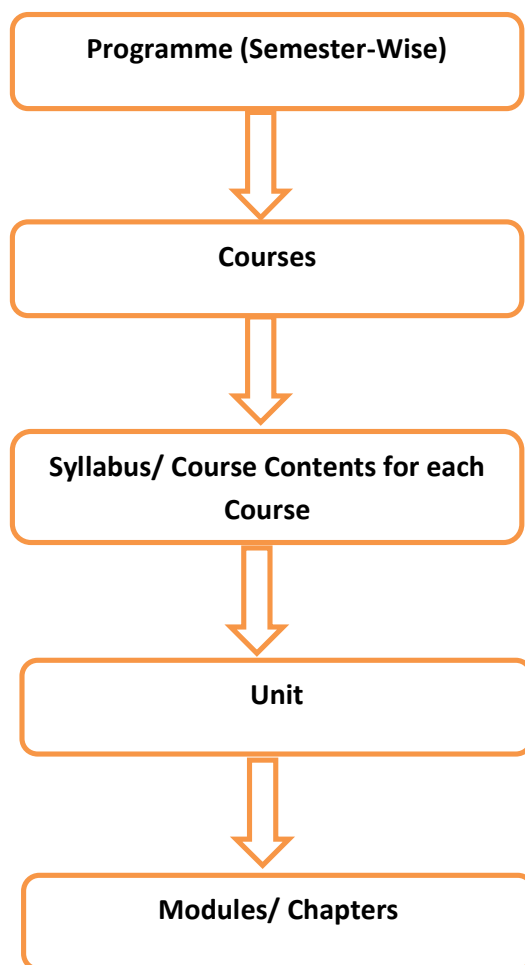 Programme (Semester-Wise)
Courses
Syllabus/ Course Contents for each
Course
Unit
Modules/ Chapters